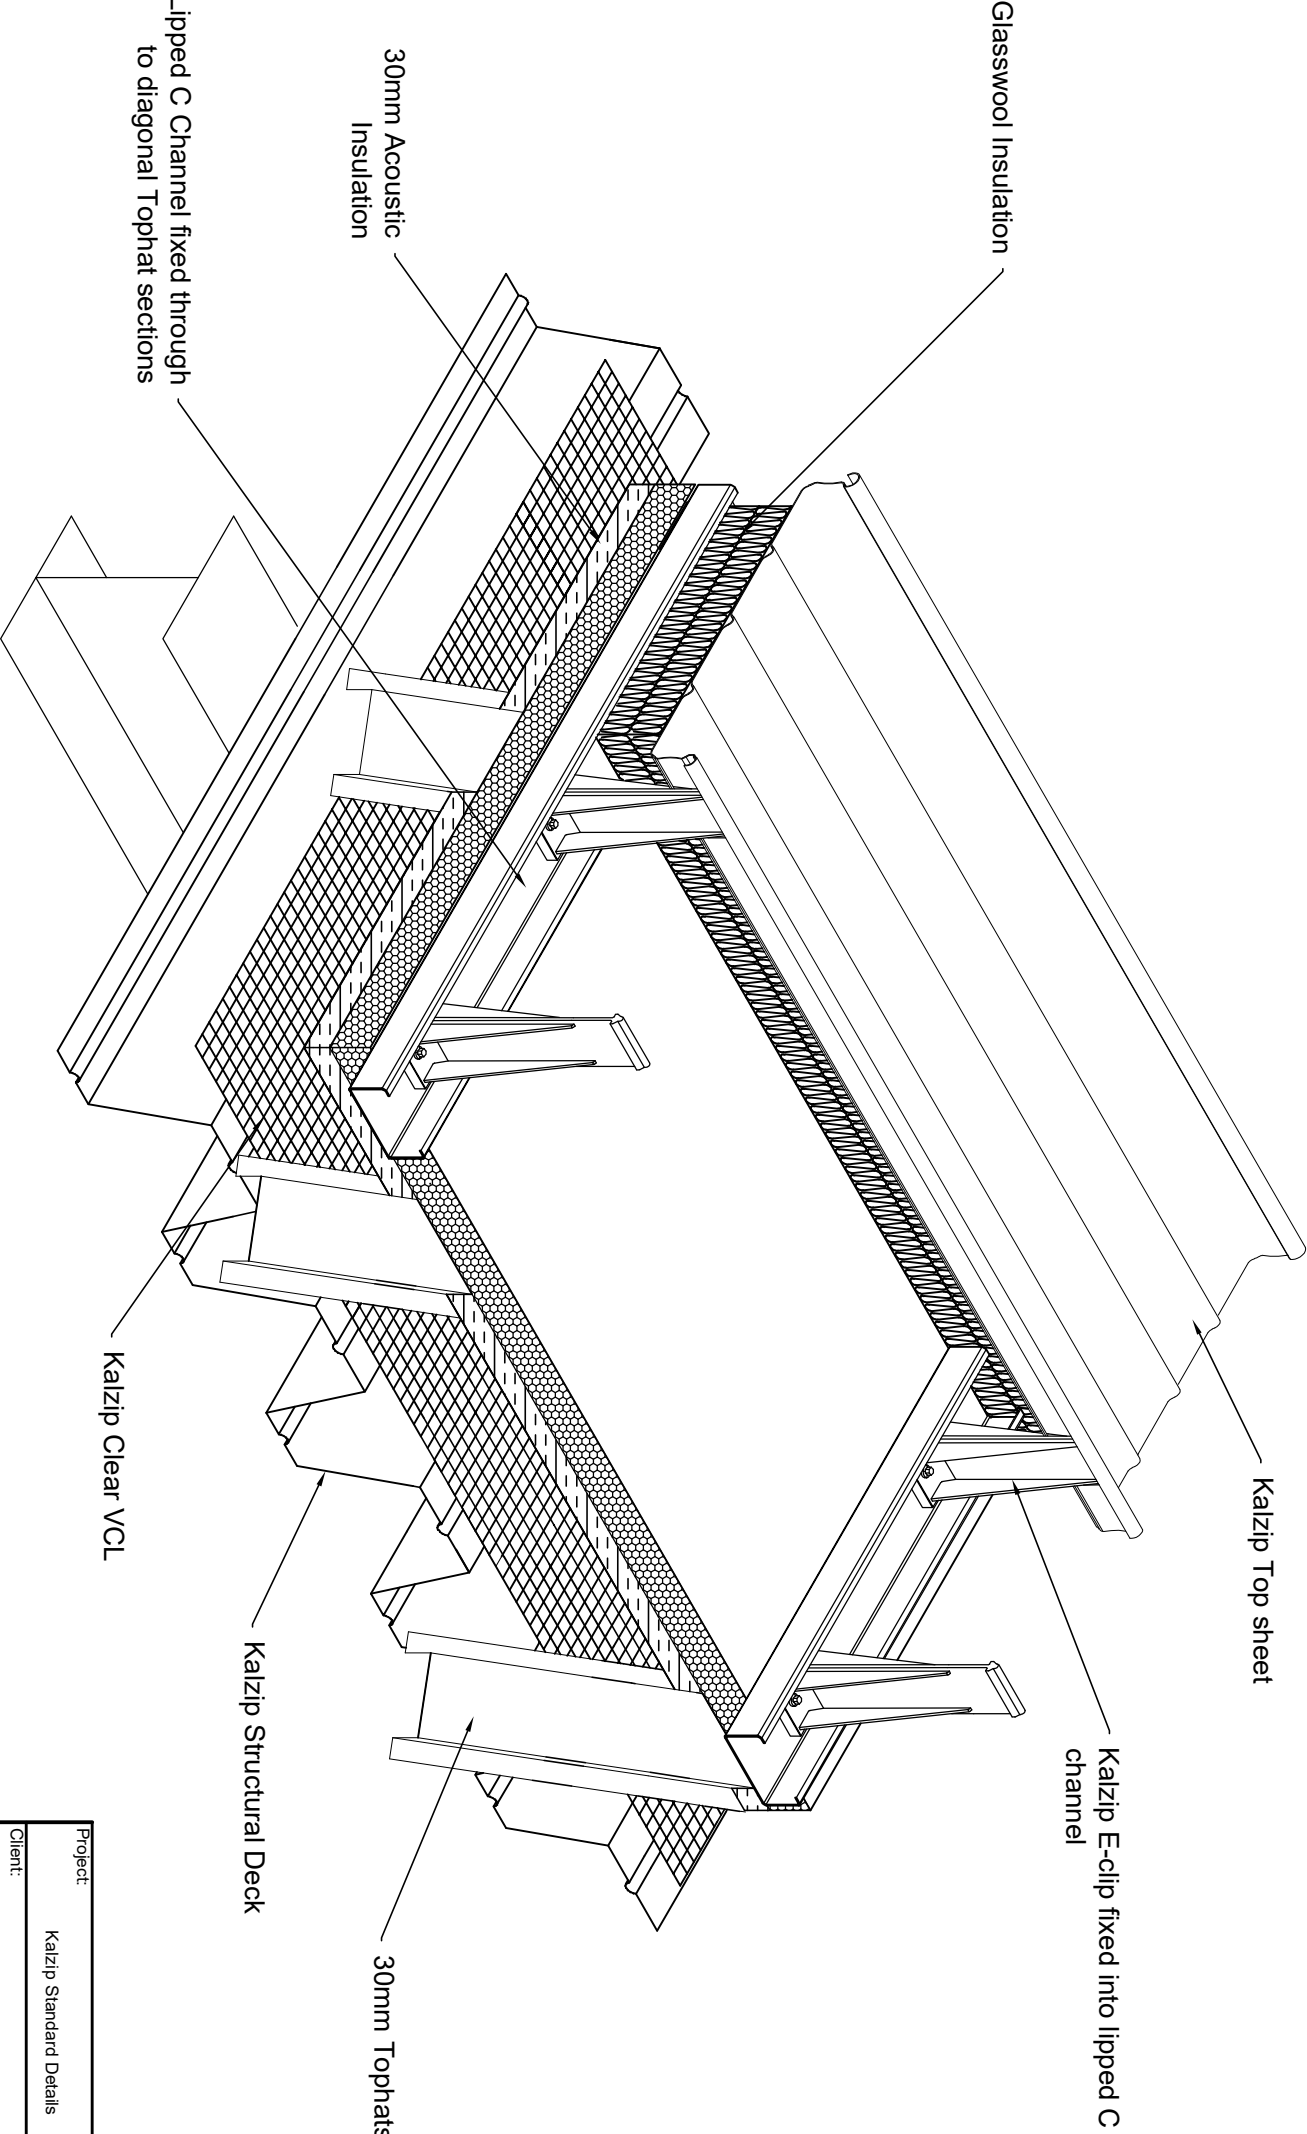 Glasswool Insulation
30mm Acoustic
Insulation
Lipped C Channel fixed through
to diagonal Tophat sections
Kalzip Top sheet
Kalzip E-clip fixed into lipped C
channel
Kalzip Clear VCL
Kalzip Structural Deck
30mm Tophats
Project:
Kalzip Standard Details
Client: